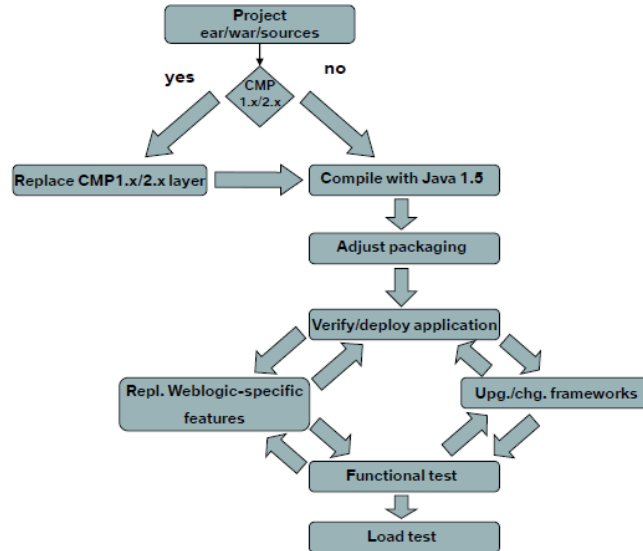 Project
ear/war/sources
yes
no
CMP
1.x/2.x
Replace CMP1.x/2.x layer
Compile with Java 1.5
Adjust packaging
Verify/deploy application
Repl. Weblogic-specific
features
Upg./chg. frameworks
Functional test
Load test